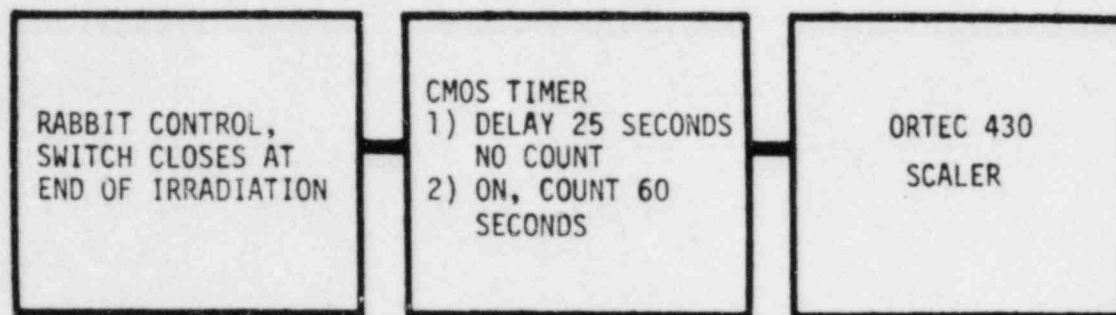 RABBIT CONTROL,
SWITCH CLOSES AT
END OF IRRADIATION
CMOS TIMER
1) DELAY 25 SECONDS
NO COUNT
2) ON, COUNT 60
SECONDS
ORTEC 430
SCALER